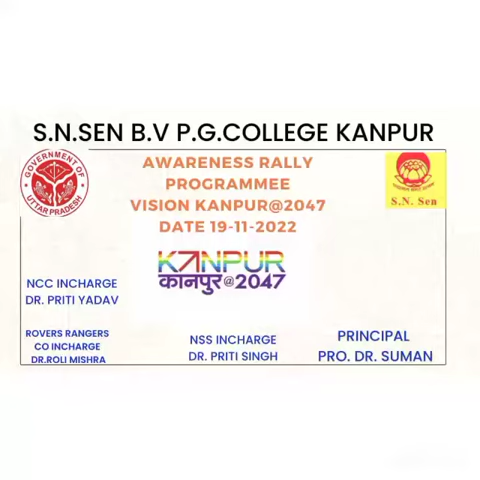 S.N.SEN B.V P.G.COLLEGE KANPUR
GOVERNMENT OF
UTTAR PRADESH
AWARENESS RALLY
PROGRAMMEE
VISION KANPUR@2047
DATE 19-11-2022
S.N. Sen
KANPUR
कानपुर@2047
NCC INCHARGE
DR. PRITI YADAV
ROVERS RANGERS
CO INCHARGE
DR.ROLI MISHRA
NSS INCHARGE
DR. PRITI SINGH
PRINCIPAL
PRO. DR. SUMAN